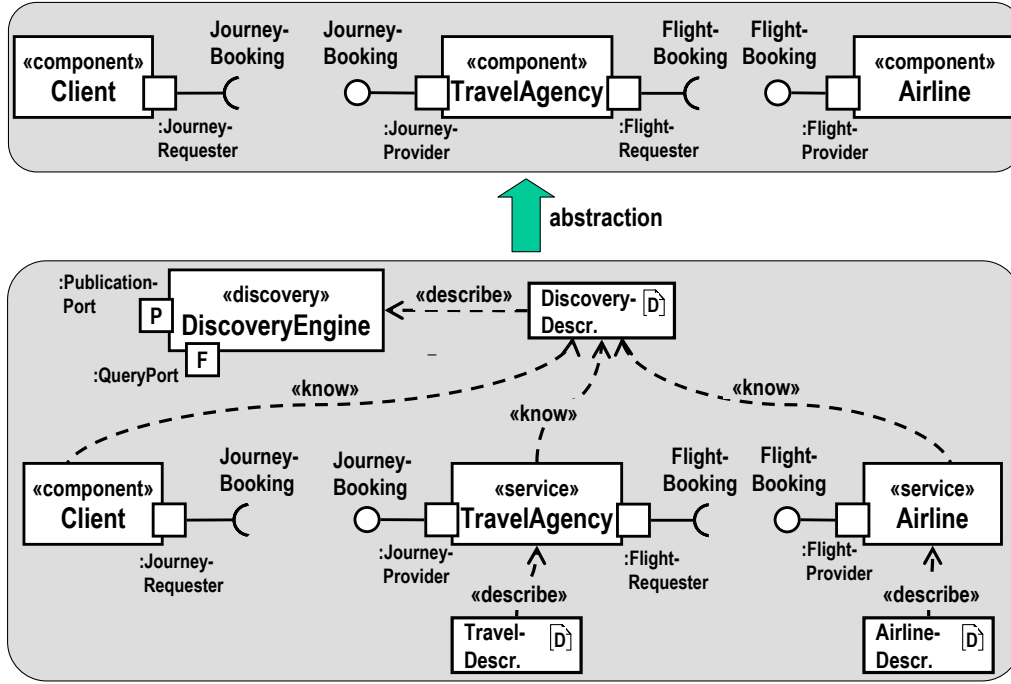 «component»
Client
:Journey-
Requester
Journey-
Booking
Journey-
Booking
:Journey-
Provider
«component»
TravelAgency
:Flight-
Requester
Flight-
Booking
Flight-
Booking
:Flight-
Provider
«component»
Airline
abstraction
:Publication-
Port
P
«discovery»
DiscoveryEngine
F
:QueryPort
«describe»
Discovery-
Descr.
D
«know»
«know»
«know»
«component»
Client
:Journey-
Requester
Journey-
Booking
Journey-
Booking
:Journey-
Provider
«service»
TravelAgency
:Flight-
Requester
Flight-
Booking
Flight-
Booking
:Flight-
Provider
«service»
Airline
«describe»
«describe»
Travel-
Descr.
D
Airline-
Descr.
D